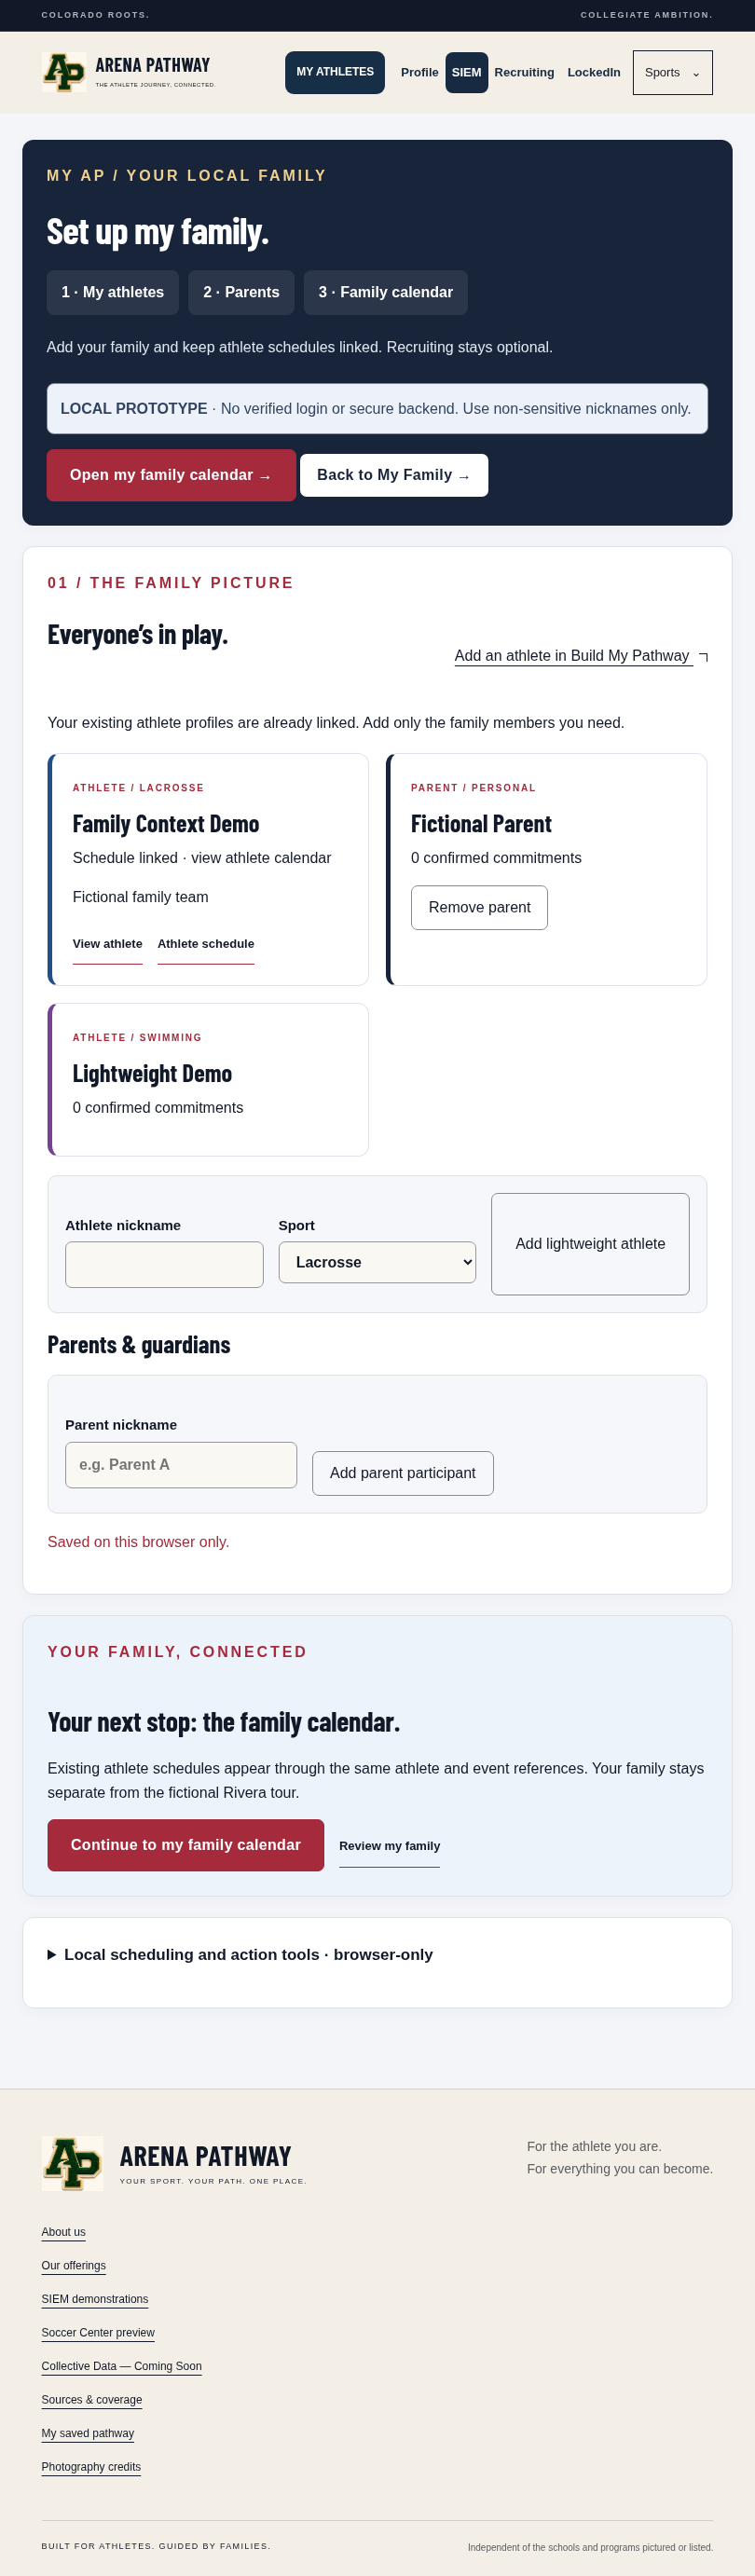 COLORADO ROOTS.
COLLEGIATE AMBITION.
AP
ARENA PATHWAY
THE ATHLETE JOURNEY, CONNECTED.
MY ATHLETES
Profile
SIEM
Recruiting
LockedIn
Sports
MY AP / YOUR LOCAL FAMILY
Set up my family.
1 · My athletes
2 · Parents
3 · Family calendar
Add your family and keep athlete schedules linked. Recruiting stays optional.
LOCAL PROTOTYPE · No verified login or secure backend. Use non-sensitive nicknames only.
Open my family calendar →
Back to My Family →
01 / THE FAMILY PICTURE
Everyone’s in play.
Add an athlete in Build My Pathway
Your existing athlete profiles are already linked. Add only the family members you need.
ATHLETE / LACROSSE
Family Context Demo
Schedule linked · view athlete calendar
Fictional family team
View athlete
Athlete schedule
PARENT / PERSONAL
Fictional Parent
0 confirmed commitments
Remove parent
ATHLETE / SWIMMING
Lightweight Demo
0 confirmed commitments
Athlete nickname
Sport
Lacrosse
Add lightweight athlete
Parents & guardians
Parent nickname
e.g. Parent A
Add parent participant
Saved on this browser only.
YOUR FAMILY, CONNECTED
Your next stop: the family calendar.
Existing athlete schedules appear through the same athlete and event references. Your family stays
separate from the fictional Rivera tour.
Continue to my family calendar
Review my family
Local scheduling and action tools · browser-only
AP
ARENA PATHWAY
YOUR SPORT. YOUR PATH. ONE PLACE.
For the athlete you are.
For everything you can become.
About us
Our offerings
SIEM demonstrations
Soccer Center preview
Collective Data — Coming Soon
Sources & coverage
My saved pathway
Photography credits
BUILT FOR ATHLETES. GUIDED BY FAMILIES.
Independent of the schools and programs pictured or listed.